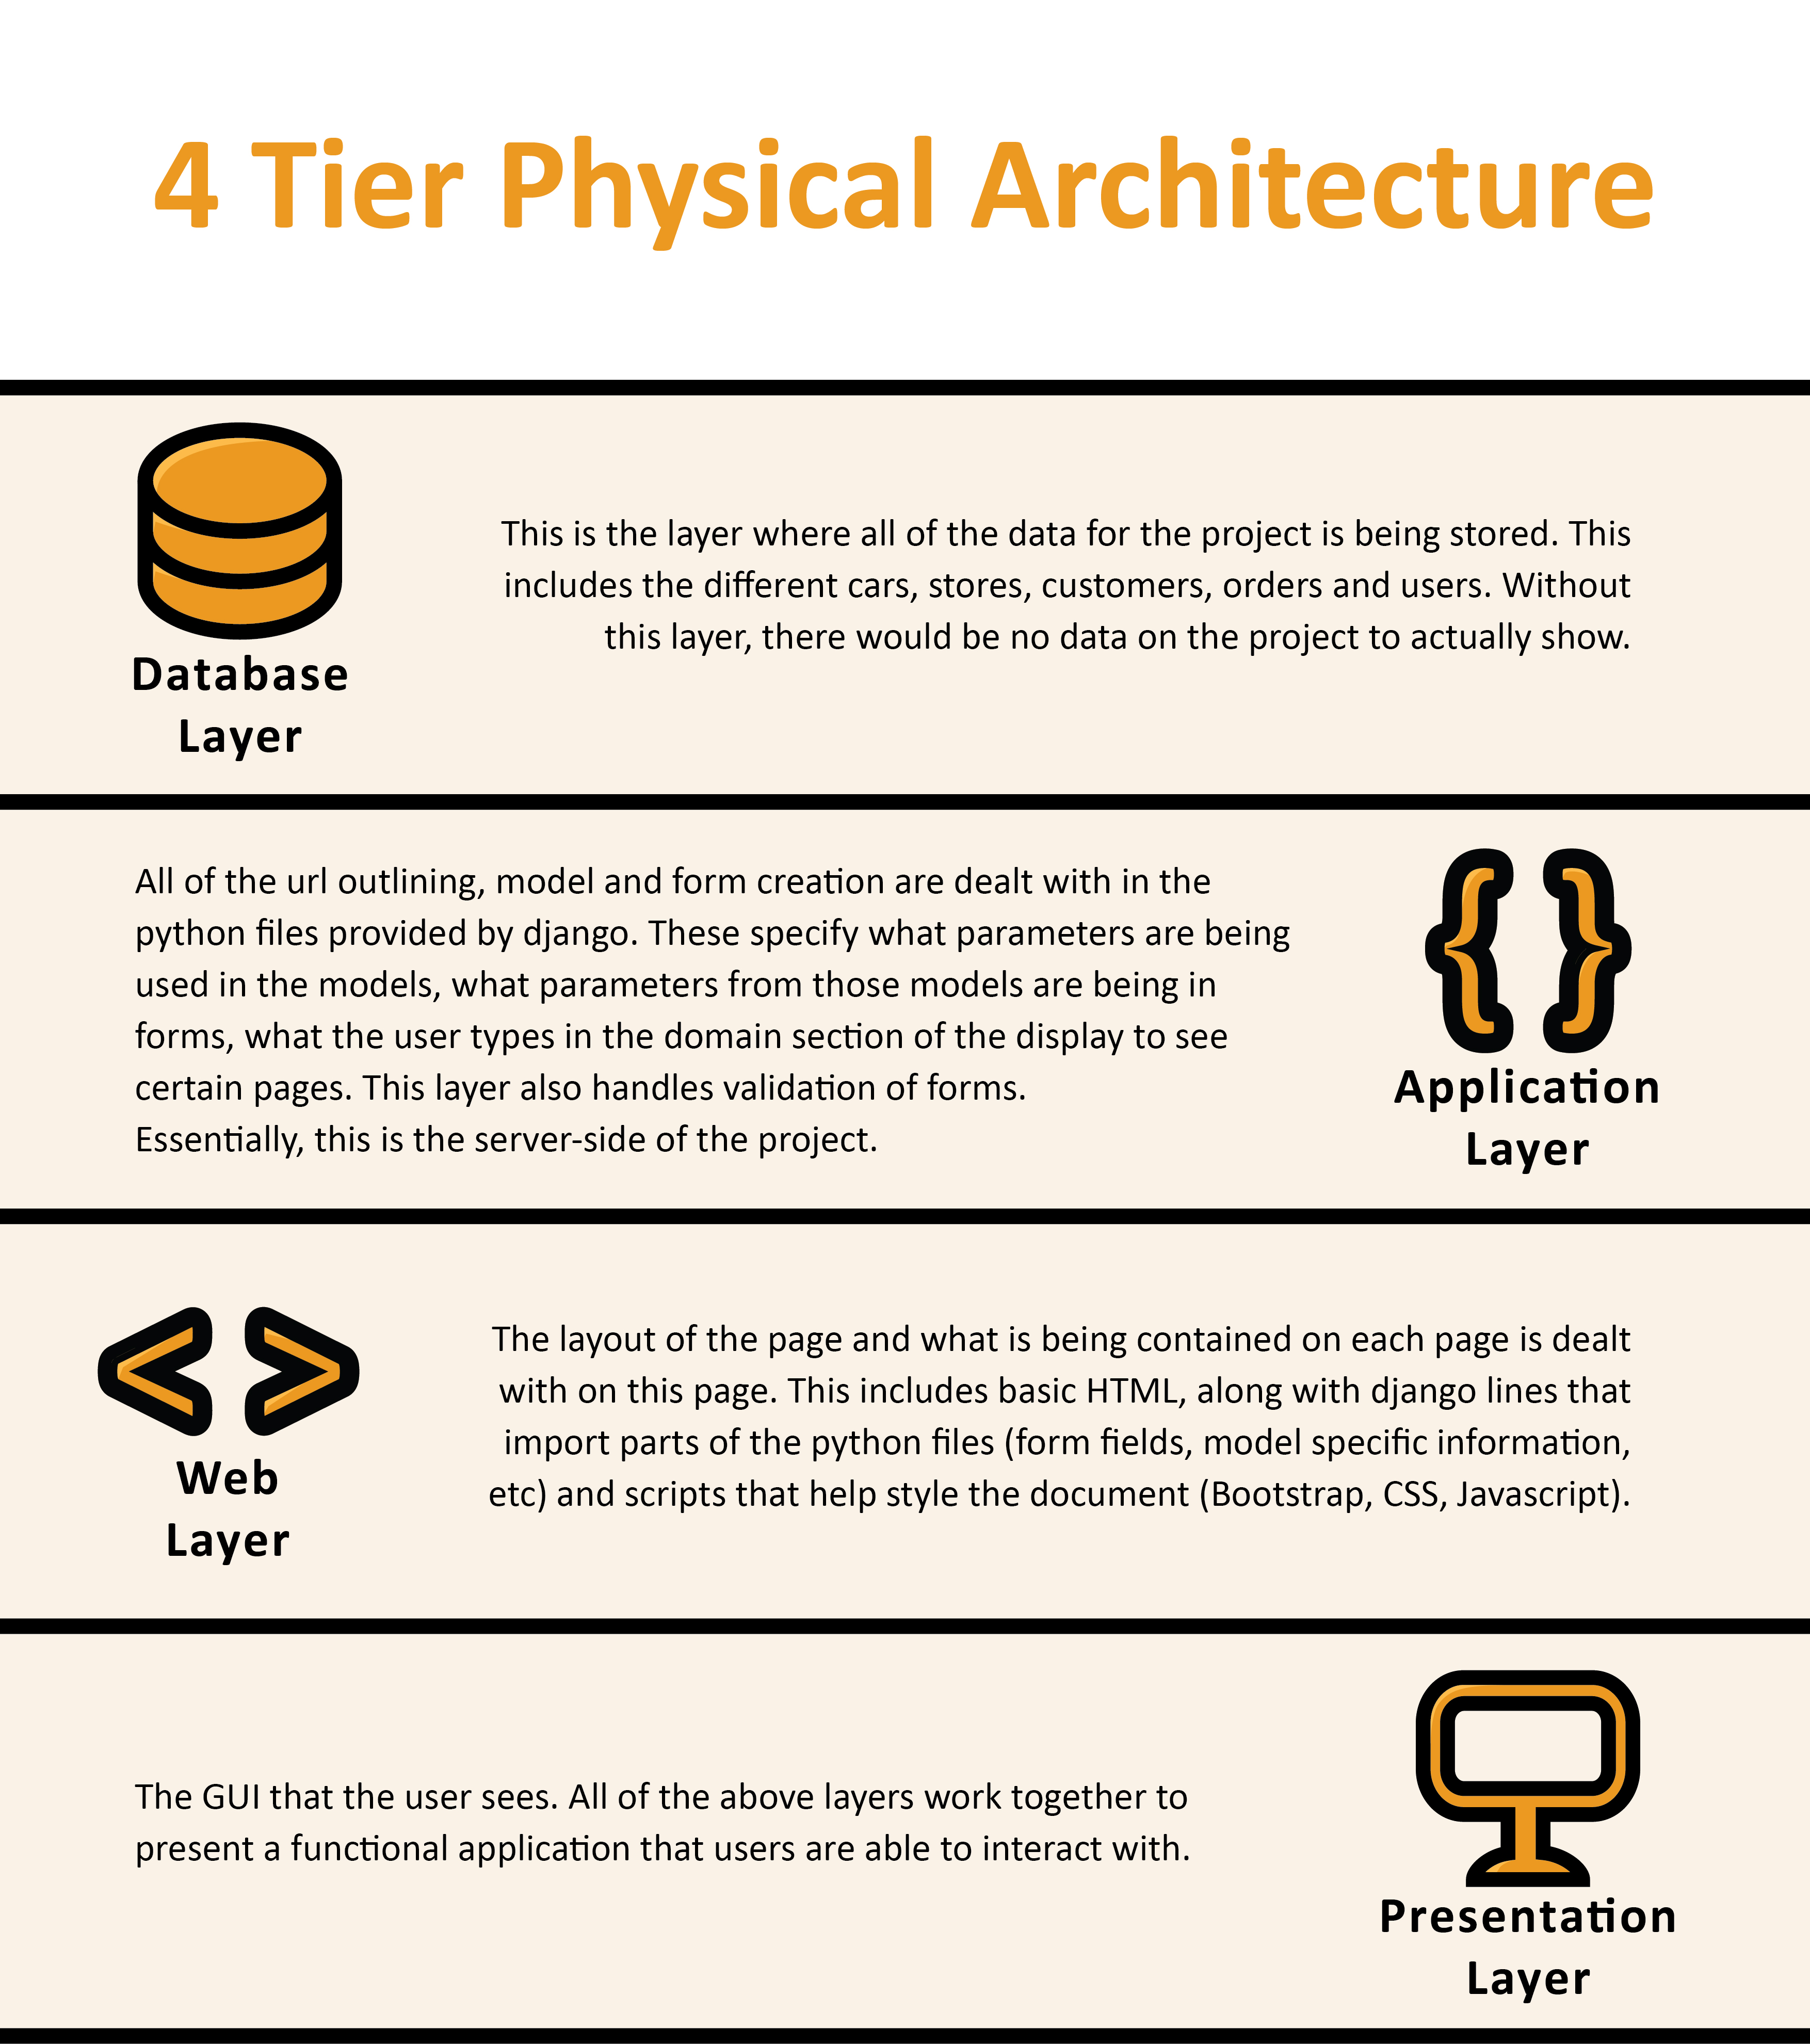 4 Tier Physical Architecture
This is the layer where all of the data for the project is being stored. This
includes the different cars, stores, customers, orders and users. Without
this layer, there would be no data on the project to actually show.
Database
Layer
All of the url outlining, model and form creation are dealt with in the
python files provided by django. These specify what parameters are being
used in the models, what parameters from those models are being in
forms, what the user types in the domain section of the display to see
certain pages. This layer also handles validation of forms.
Essentially, this is the server-side of the project.
{ }
Application
Layer
< >
Web
Layer
The layout of the page and what is being contained on each page is dealt
with on this page. This includes basic HTML, along with django lines that
import parts of the python files (form fields, model specific information,
etc) and scripts that help style the document (Bootstrap, CSS, Javascript).
The GUI that the user sees. All of the above layers work together to
present a functional application that users are able to interact with.
Presentation
Layer